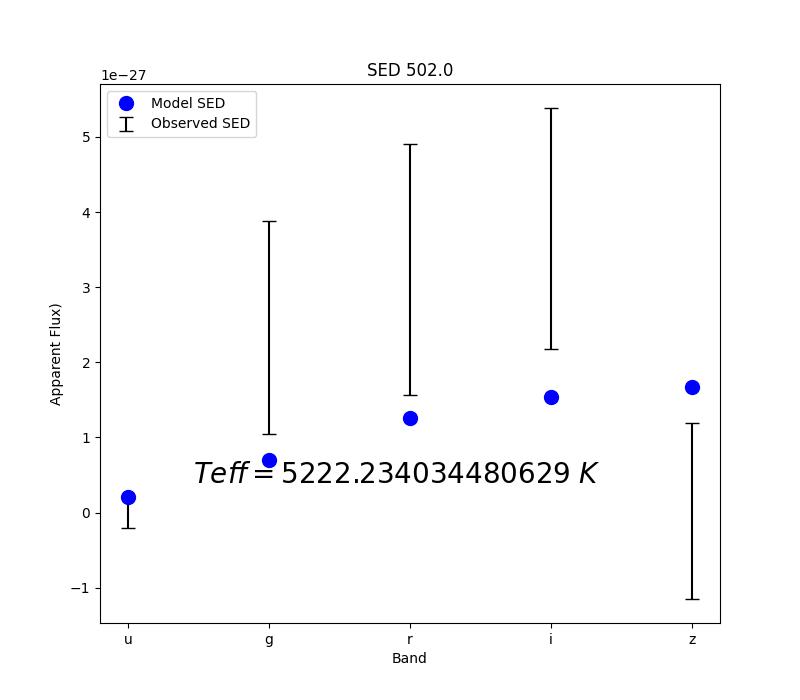 SED 502.0
1e−27
Model SED
Observed SED
5
4
3
2
1
0
−1
Apparent Flux)
Teff = 5222.234034480629 K
u g r i z
Band